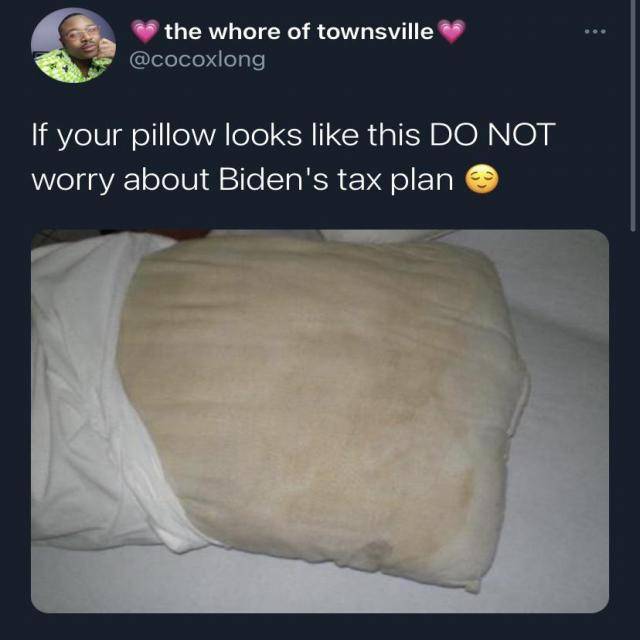 💗the whore of townsville💗
@cocoxlong
If your pillow looks like this DO NOT
worry about Biden's tax plan 😌